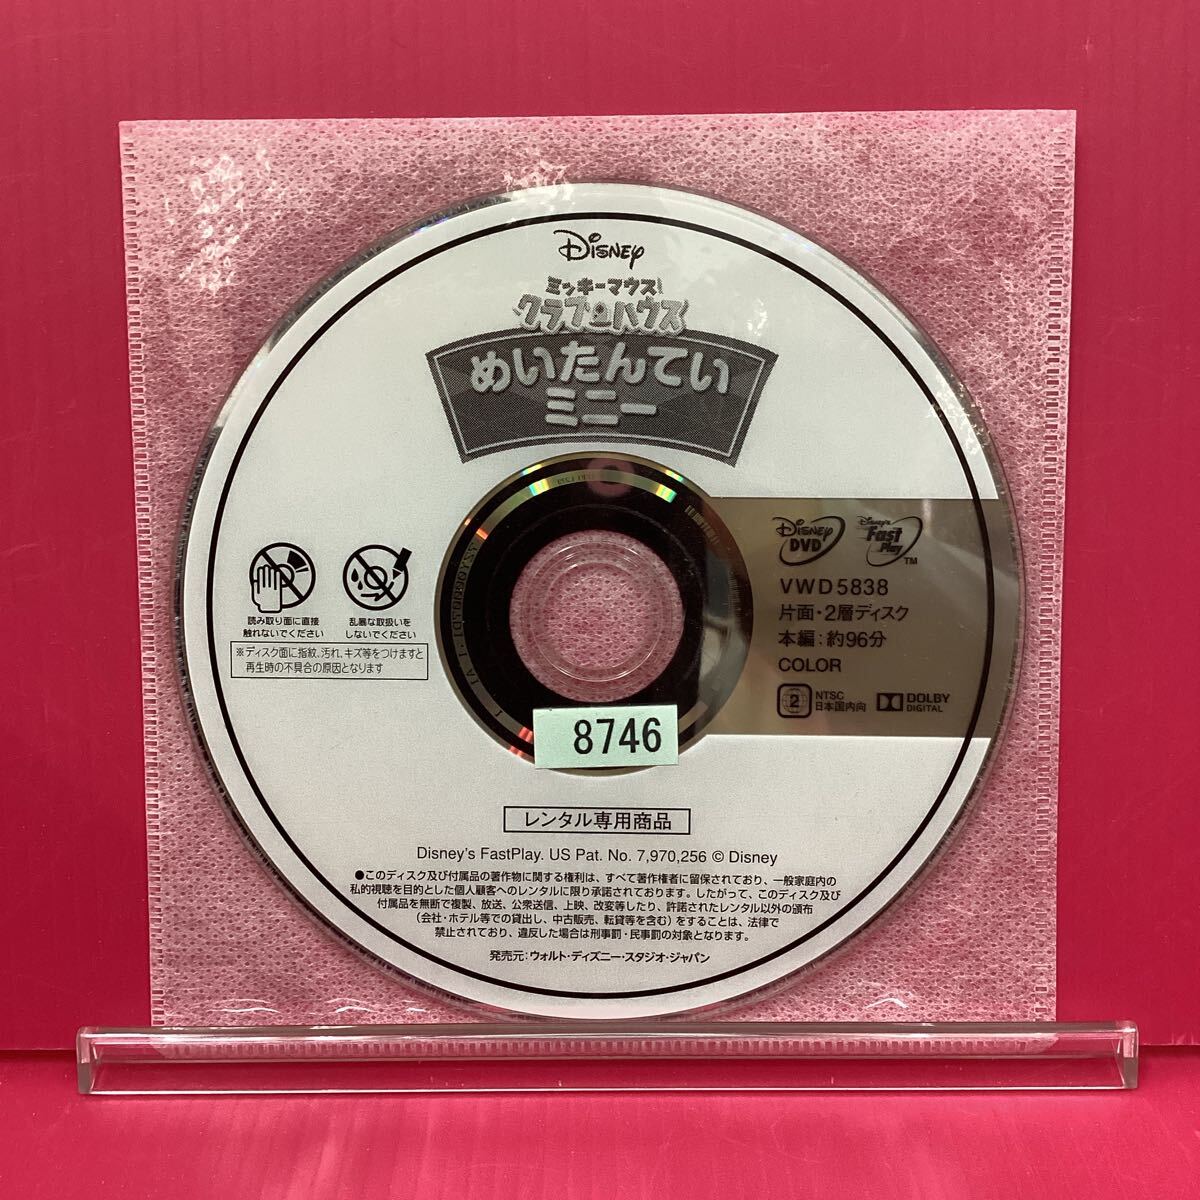 Disney
ミッキーマウス
クラブハウス
めいたんてい
ミニー
Disney DVD
Disney's Fast Play TM
VWD5838
片面・2層ディスク
本編：約96分
COLOR
2 NTSC 日本国内向
DOLBY DIGITAL
読み取り面に直接
触れないでください
乱暴な取扱いを
しないでください
※ディスク面に指紋、汚れ、キズ等をつけますと
再生時の不具合の原因となります
8746
レンタル専用商品
Disney's FastPlay. US Pat. No. 7,970,256 © Disney
●このディスク及び付属品の著作物に関する権利は、すべて著作権者に留保されており、一般家庭内の
私的視聴を目的とした個人顧客へのレンタルに限り承諾されております。したがって、このディスク及び
付属品を無断で複製、放送、公衆送信、上映、改変等したり、許諾されたレンタル以外の頒布
（会社・ホテル等での貸出し、中古販売、転貸等を含む）をすることは、法律で
禁止されており、違反した場合は刑事罰・民事罰の対象となります。
発売元：ウォルト・ディズニー・スタジオ・ジャパン